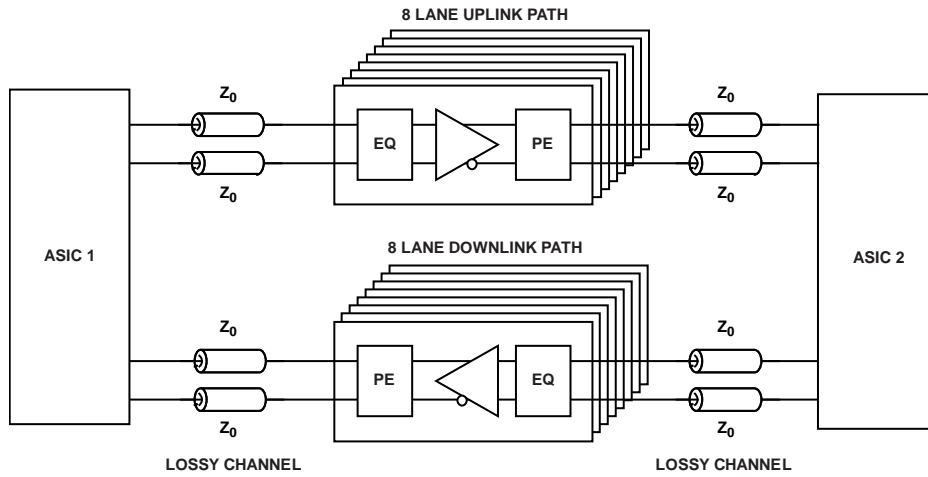 8 LANE UPLINK PATH
Z0 Z0
EQ PE
Z0 Z0
ASIC 1 ASIC 2
8 LANE DOWNLINK PATH
Z0 Z0
PE EQ
Z0 Z0
LOSSY CHANNEL LOSSY CHANNEL